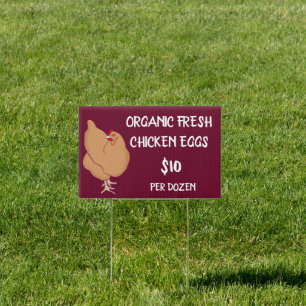 ORGANIC FRESH
CHICKEN EGGS
$10
PER DOZEN